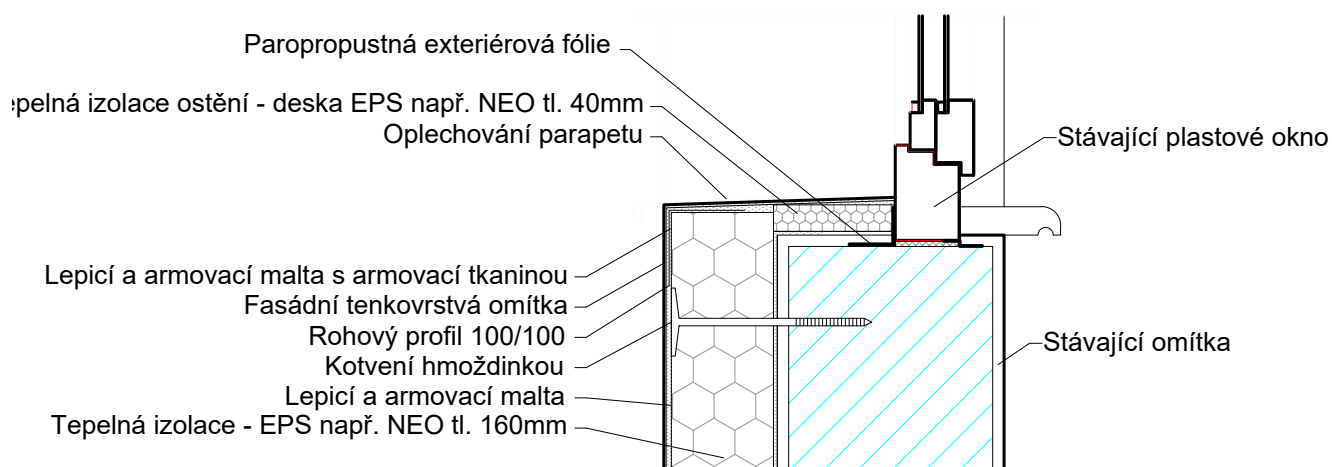 Paropropustná exteriérová fólie
epelná izolace ostění - deska EPS např. NEO tl. 40mm
Oplechování parapetu
Stávající plastové okno
Lepicí a armovací malta s armovací tkaninou
Fasádní tenkovrstvá omítka
Rohový profil 100/100
Kotvení hmoždinkou
Stávající omítka
Lepicí a armovací malta
Tepelná izolace - EPS např. NEO tl. 160mm